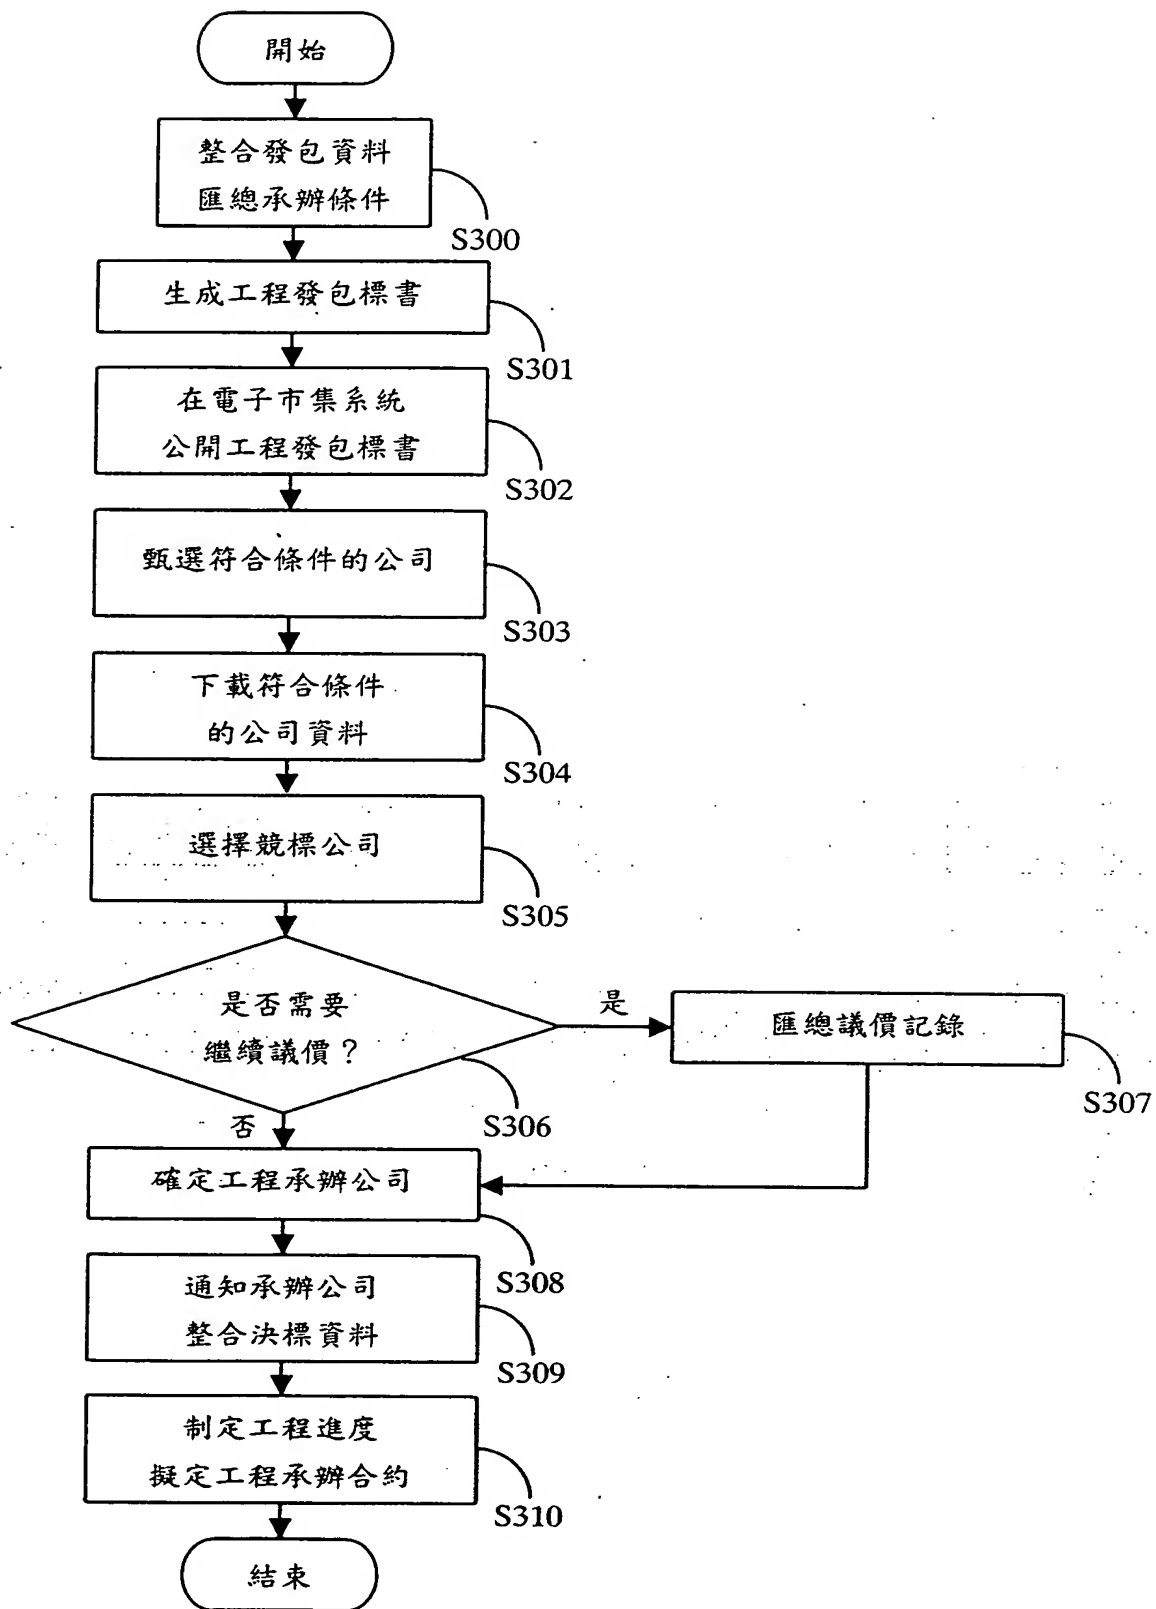 開始
整合發包資料
匯總承辦條件
S300
生成工程發包標書
S301
在電子市集系統
公開工程發包標書
S302
甄選符合條件的公司
S303
下載符合條件
的公司資料
S304
選擇競標公司
S305
是否需要
繼續議價？
S306
是
匯總議價記錄
S307
否
確定工程承辦公司
S308
通知承辦公司
整合決標資料
S309
制定工程進度
擬定工程承辦合約
S310
結束